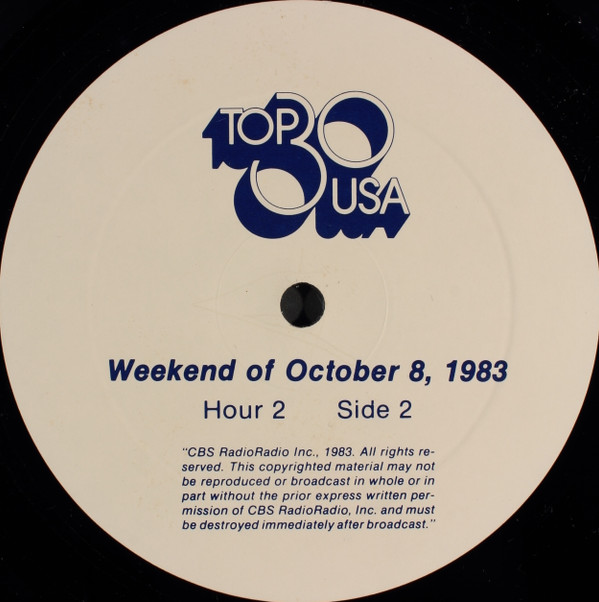 TOP 30
USA
Weekend of October 8, 1983
Hour 2 Side 2
"CBS RadioRadio Inc., 1983. All rights re-
served. This copyrighted material may not
be reproduced or broadcast in whole or in
part without the prior express written per-
mission of CBS RadioRadio, Inc. and must
be destroyed immediately after broadcast."